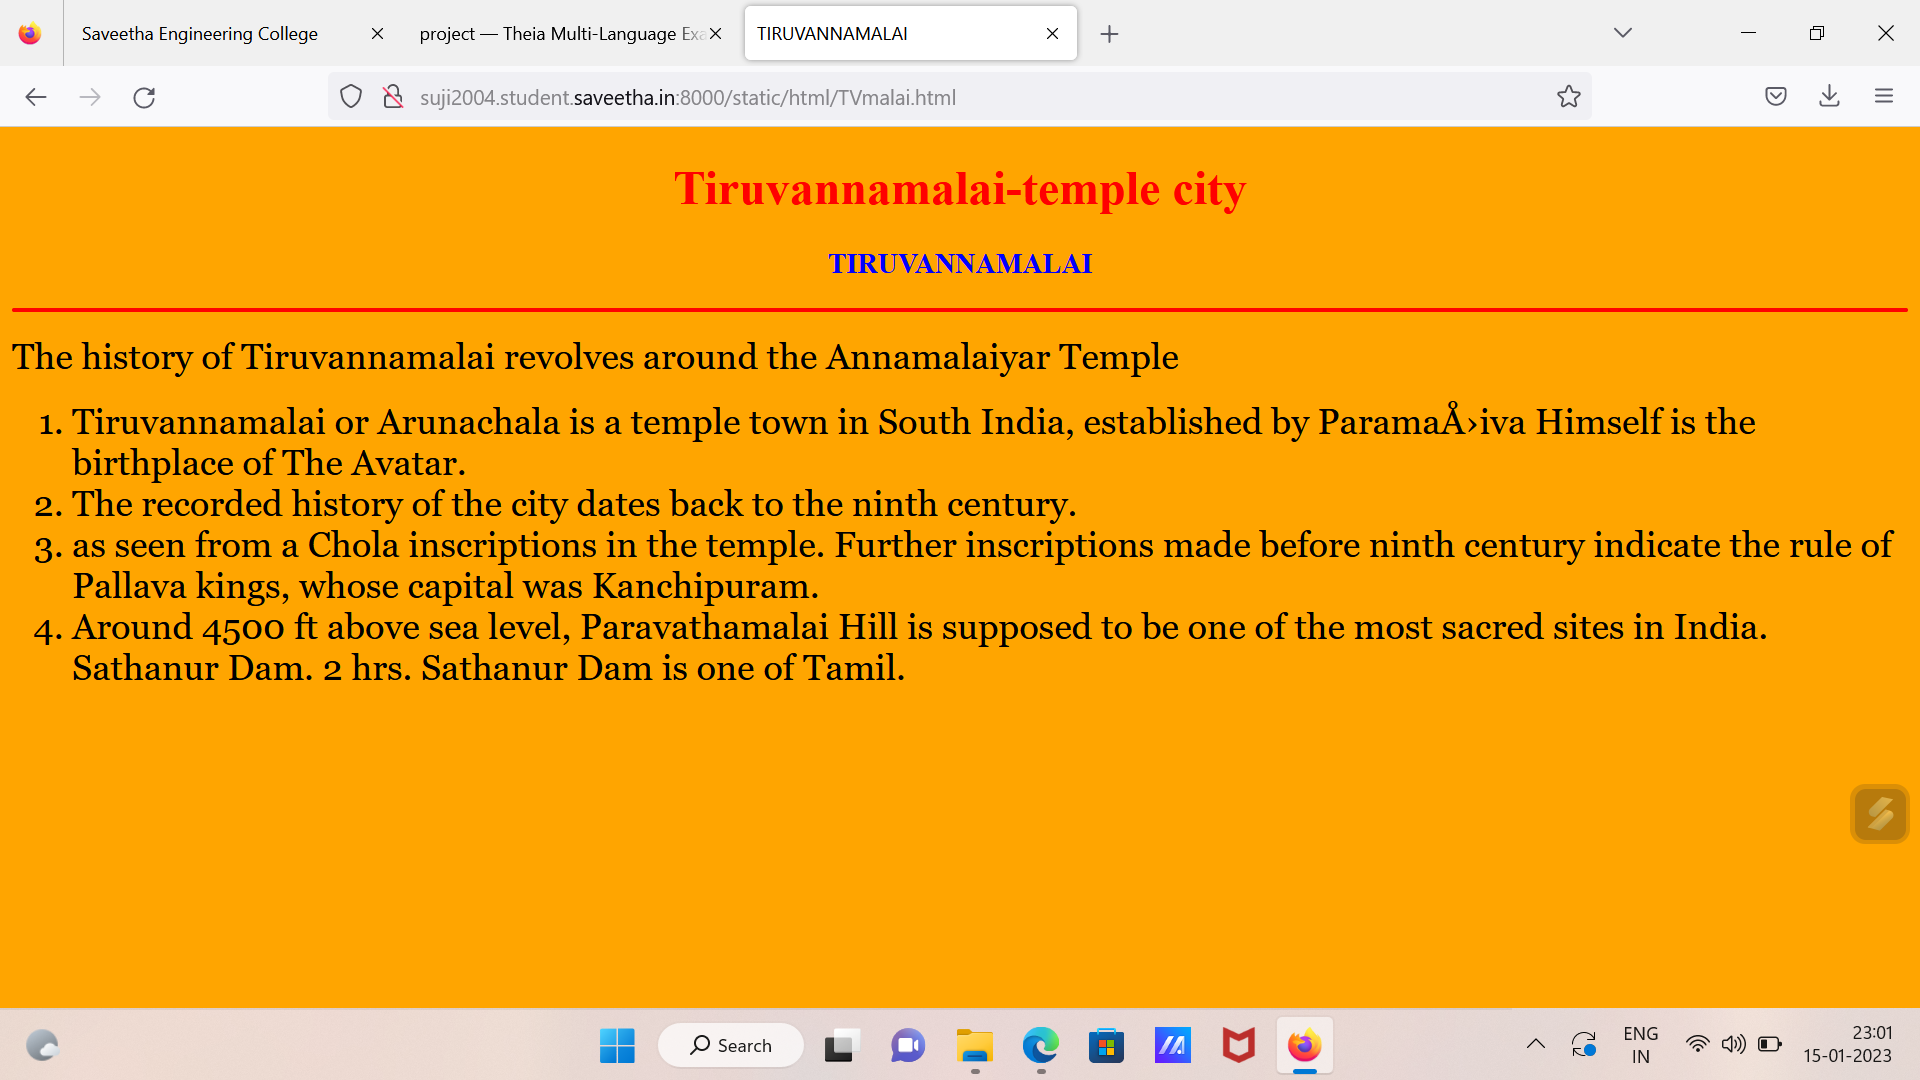 Saveetha Engineering College
project — Theia Multi-Language Exa
TIRUVANNAMALAI
suji2004.student.saveetha.in:8000/static/html/TVmalai.html
Tiruvannamalai-temple city
TIRUVANNAMALAI
The history of Tiruvannamalai revolves around the Annamalaiyar Temple
1. Tiruvannamalai or Arunachala is a temple town in South India, established by ParamaÅ›iva Himself is the
birthplace of The Avatar.
2. The recorded history of the city dates back to the ninth century.
3. as seen from a Chola inscriptions in the temple. Further inscriptions made before ninth century indicate the rule of
Pallava kings, whose capital was Kanchipuram.
4. Around 4500 ft above sea level, Paravathamalai Hill is supposed to be one of the most sacred sites in India.
Sathanur Dam. 2 hrs. Sathanur Dam is one of Tamil.
Search
ENG
IN
23:01
15-01-2023